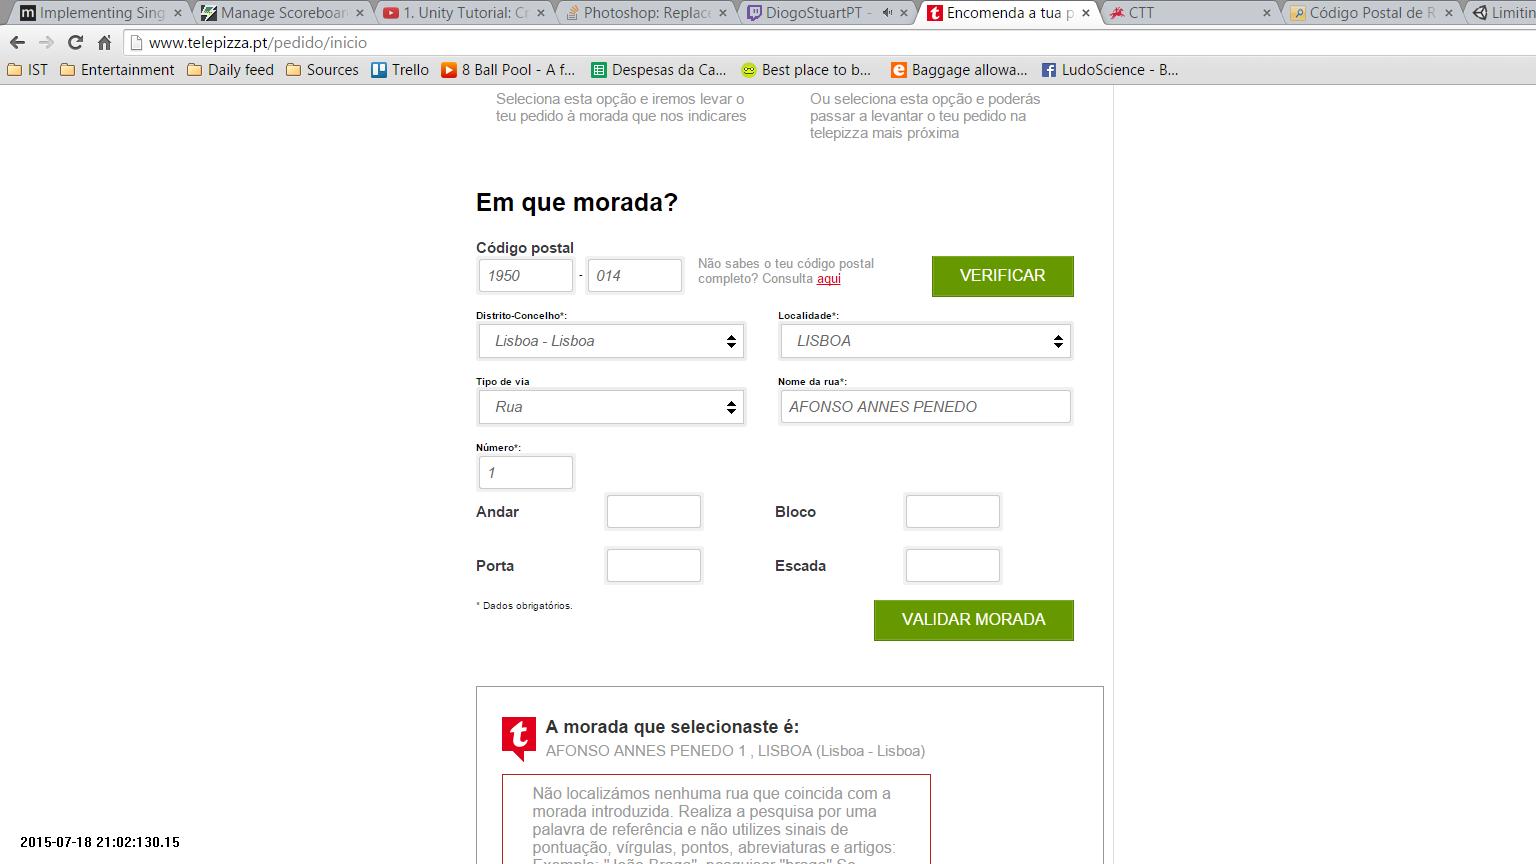 Implementing Sing
Manage Scoreboar
1. Unity Tutorial: Cr
Photoshop: Replace
DiogoStuartPT -
Encomenda a tua p
CTT
Código Postal de R
Limitin
www.telepizza.pt/pedido/inicio
IST
Entertainment
Daily feed
Sources
Trello
8 Ball Pool - A f...
Despesas da Ca...
Best place to b...
Baggage allowa...
LudoScience - B...
Seleciona esta opção e iremos levar o
teu pedido à morada que nos indicares
Ou seleciona esta opção e poderás
passar a levantar o teu pedido na
telepizza mais próxima
Em que morada?
Código postal
1950 - 014
Não sabes o teu código postal
completo? Consulta aqui
VERIFICAR
Distrito-Concelho*:
Lisboa - Lisboa
Localidade*:
LISBOA
Tipo de via
Rua
Nome da rua*:
AFONSO ANNES PENEDO
Número*:
1
Andar
Bloco
Porta
Escada
* Dados obrigatórios.
VALIDAR MORADA
A morada que selecionaste é:
AFONSO ANNES PENEDO 1 , LISBOA (Lisboa - Lisboa)
Não localizámos nenhuma rua que coincida com a
morada introduzida. Realiza a pesquisa por uma
palavra de referência e não utilizes sinais de
pontuação, vírgulas, pontos, abreviaturas e artigos:
Exemplo: "João Braga", pesquisar "braga" Se
2015-07-18 21:02:130.15